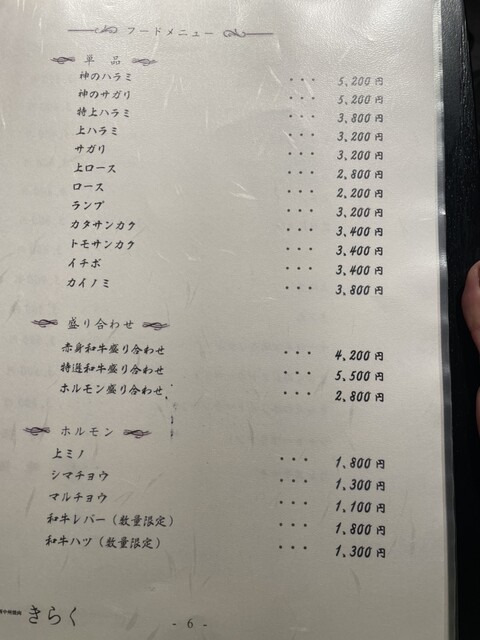 フードメニュー
単品
神のハラミ ・・・ 5,200円
神のサガリ ・・・ 5,200円
特上ハラミ ・・・ 3,800円
上ハラミ ・・・ 3,200円
サガリ ・・・ 3,200円
上ロース ・・・ 2,800円
ロース ・・・ 2,200円
ランプ ・・・ 3,200円
カタサンカク ・・・ 3,400円
トモサンカク ・・・ 3,400円
イチボ ・・・ 3,400円
カイノミ ・・・ 3,800円
盛り合わせ
赤身和牛盛り合わせ ・・・ 4,200円
特選和牛盛り合わせ ・・・ 5,500円
ホルモン盛り合わせ ・・・ 2,800円
ホルモン
上ミノ ・・・ 1,800円
シマチョウ ・・・ 1,300円
マルチョウ ・・・ 1,100円
和牛レバー（数量限定） ・・・ 1,800円
和牛ハツ（数量限定） ・・・ 1,300円
きらく
- 6 -